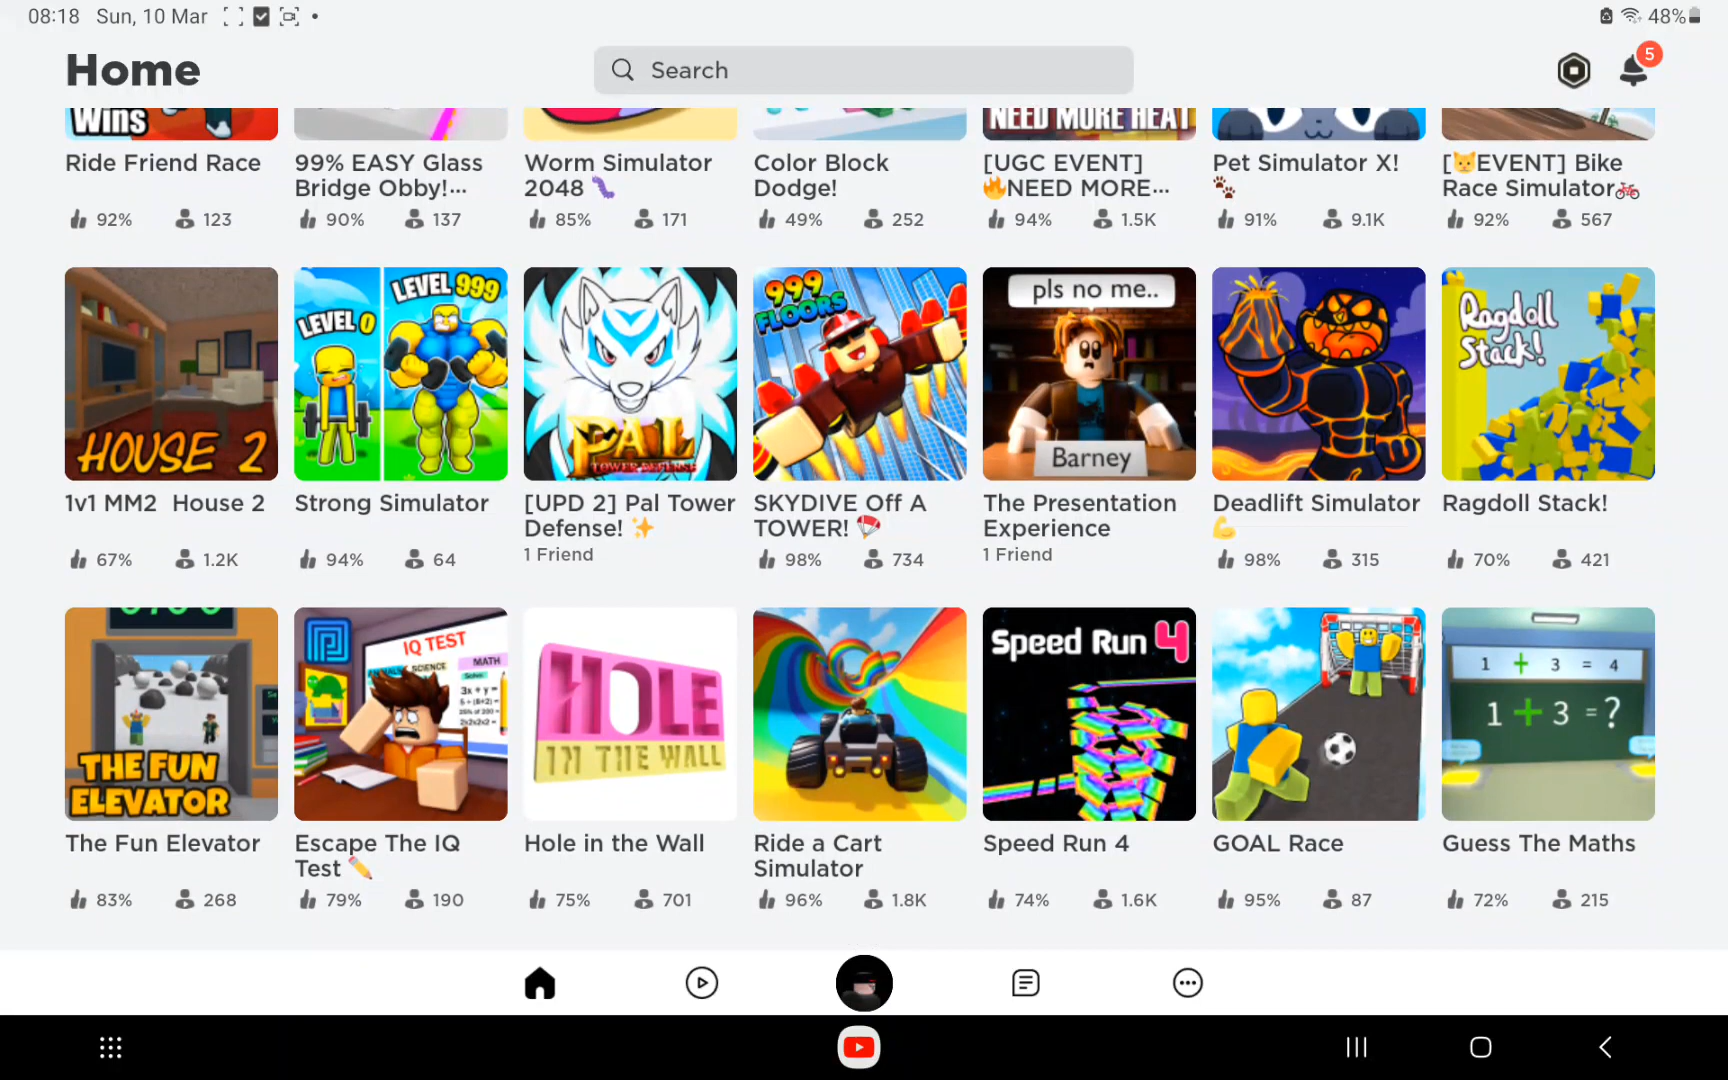 08:18 Sun, 10 Mar
48%
Home
Search
5
Wins
NEED MORE HEAT
Ride Friend Race
99% EASY Glass
Bridge Obby!...
Worm Simulator
2048 🐛
Color Block
Dodge!
[UGC EVENT]
🔥NEED MORE...
Pet Simulator X!
🐾
[😺EVENT] Bike
Race Simulator🚲
92% 123
90% 137
85% 171
49% 252
94% 1.5K
91% 9.1K
92% 567
HOUSE 2
LEVEL 0
LEVEL 999
PAL
TOWER DEFENSE
999
FLOORS
pls no me..
Barney
Ragdoll
Stack!
1v1 MM2 House 2
Strong Simulator
[UPD 2] Pal Tower
Defense! ✨
1 Friend
SKYDIVE Off A
TOWER! 🪂
The Presentation
Experience
1 Friend
Deadlift Simulator
💪
Ragdoll Stack!
67% 1.2K
94% 64
98% 734
98% 315
70% 421
THE FUN
ELEVATOR
IQ TEST
SCIENCE
MATH
Solve
3x + y =
HOLE
IN THE WALL
Speed Run 4
1 + 3 = 4
1 + 3 = ?
The Fun Elevator
Escape The IQ
Test ✏️
Hole in the Wall
Ride a Cart
Simulator
Speed Run 4
GOAL Race
Guess The Maths
83% 268
79% 190
75% 701
96% 1.8K
74% 1.6K
95% 87
72% 215